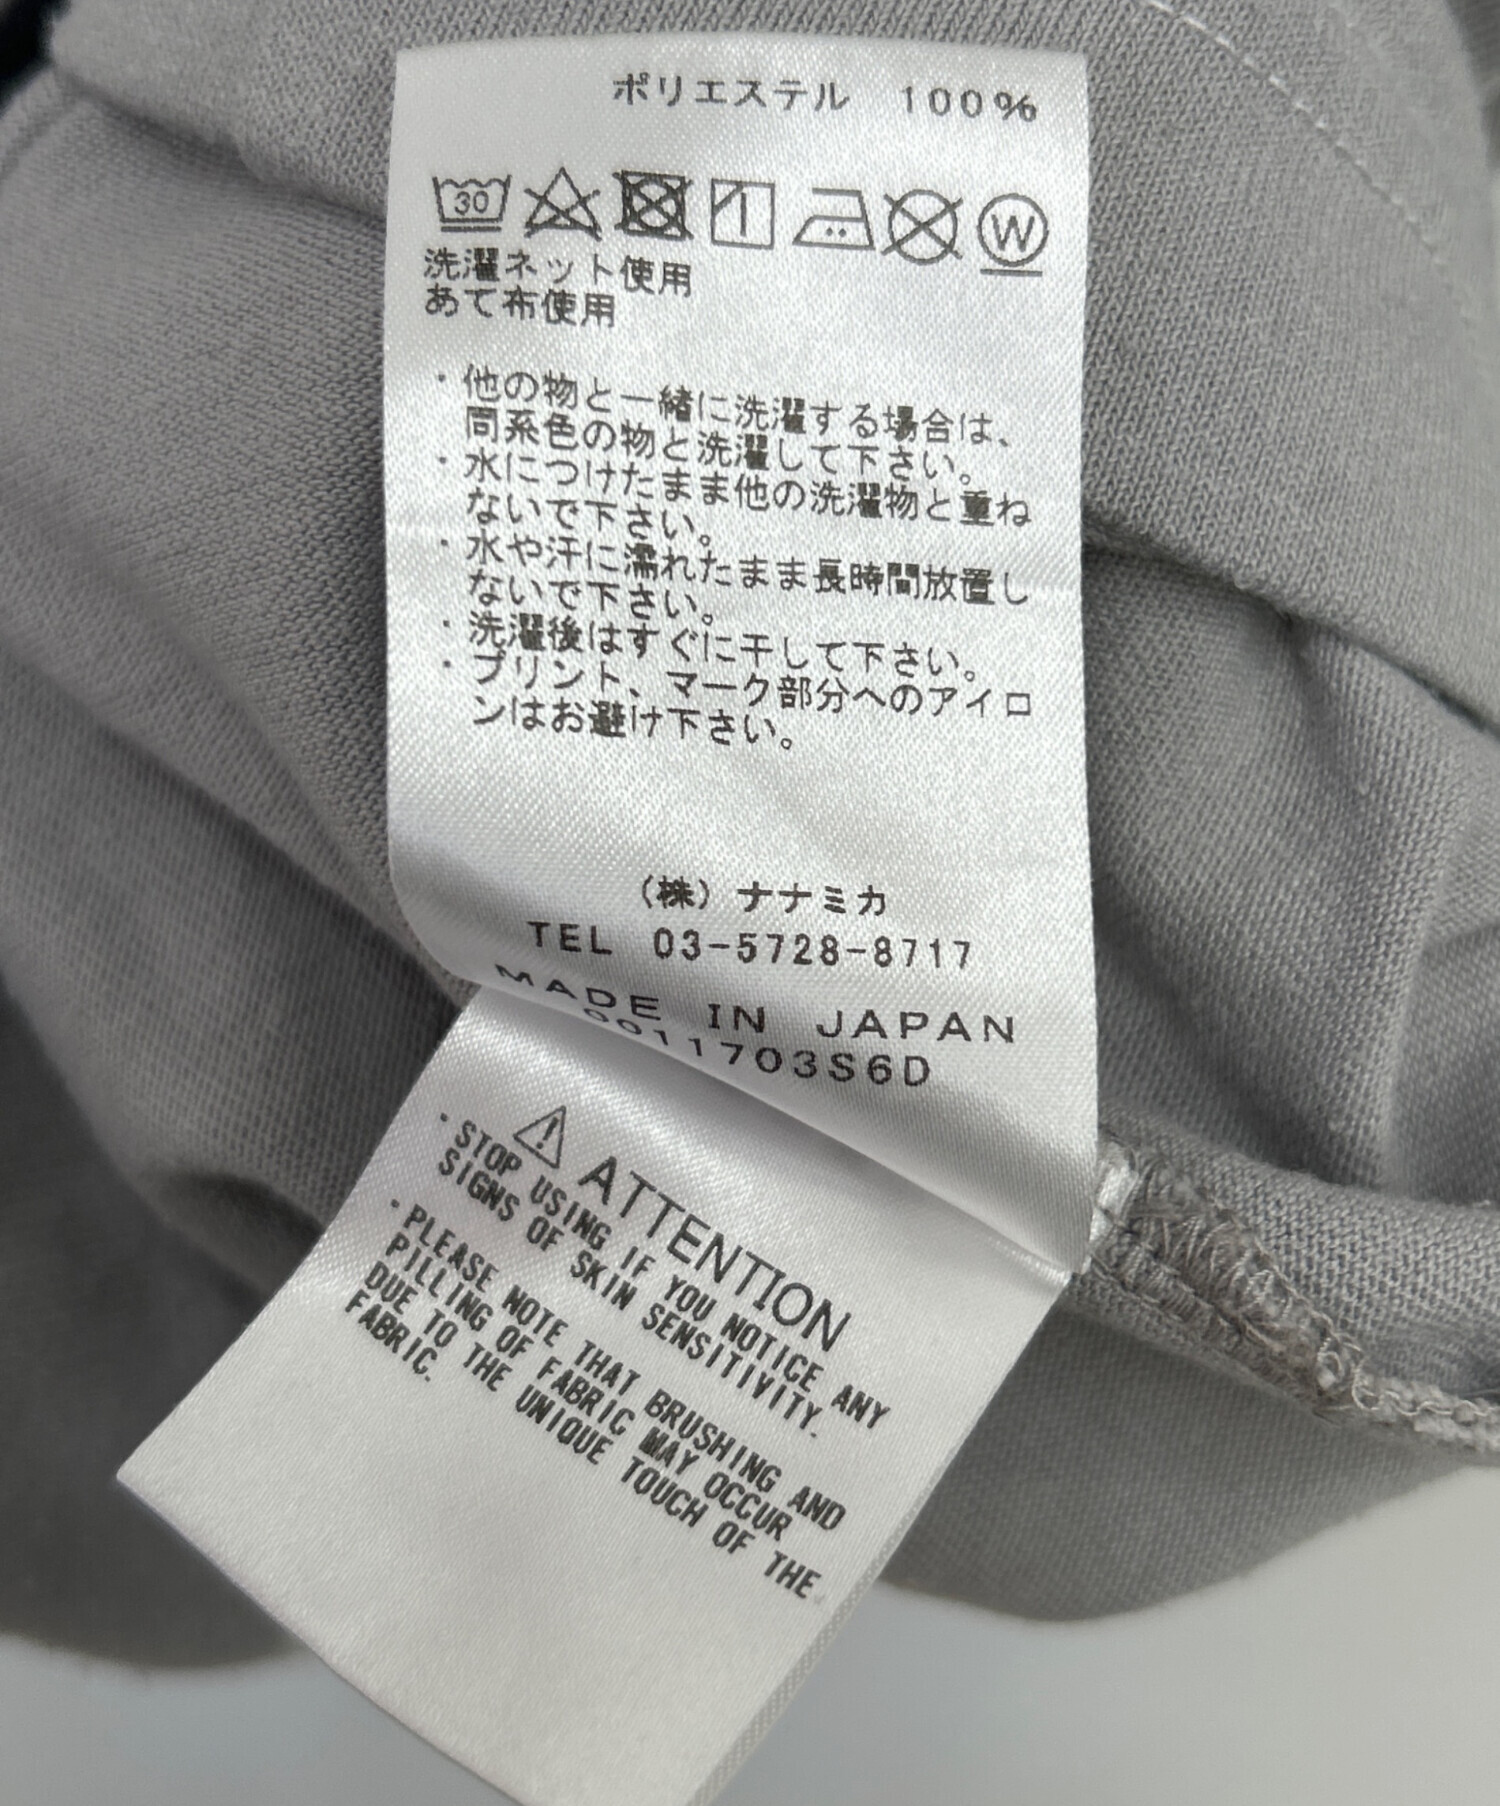 ポリエステル 100%
30
W
洗濯ネット使用
あて布使用
・他の物と一緒に洗濯する場合は、
同系色の物と洗濯して下さい。
・水につけたまま他の洗濯物と重ね
ないで下さい。
・水や汗に濡れたまま長時間放置し
ないで下さい。
・洗濯後はすぐに干して下さい。
・プリント、マーク部分へのアイロ
ンはお避け下さい。
(株) ナナミカ
TEL 03-5728-8717
MADE IN JAPAN
0011703S6D
ATTENTION
・STOP USING IF YOU NOTICE ANY
SIGNS OF SKIN SENSITIVITY.
・PLEASE NOTE THAT BRUSHING AND
PILLING OF FABRIC MAY OCCUR
DUE TO THE UNIQUE TOUCH OF THE
FABRIC.